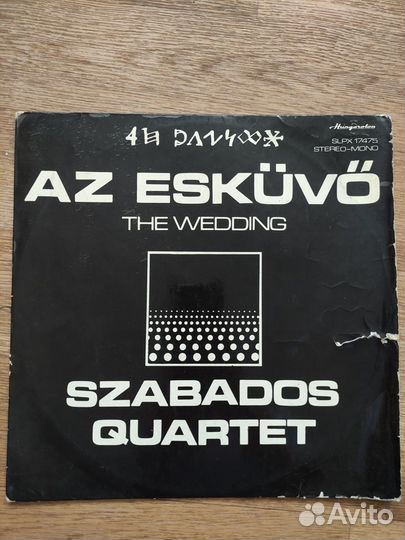 Hungaroton
SLPX 17475
STEREO-MONO
AZ ESKÜVŐ
THE WEDDING
SZABADOS
QUARTET
Avito